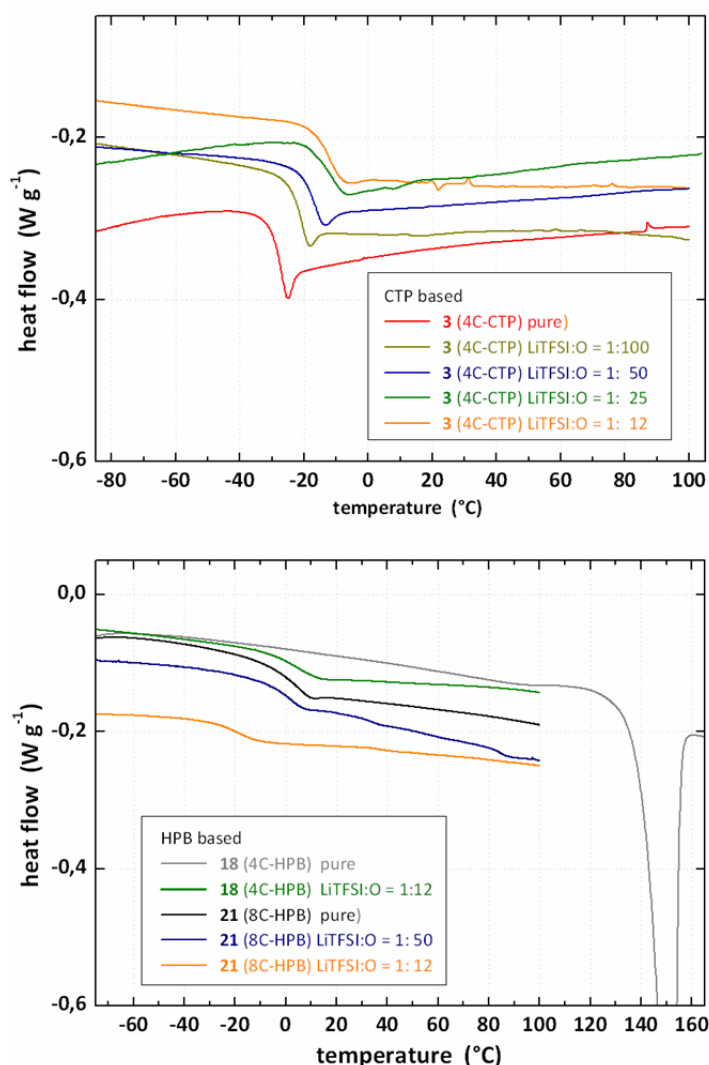 heat flow (W g⁻¹)
-0,2
-0,4
-0,6
CTP based
3 (4C-CTP) pure)
3 (4C-CTP) LiTFSI:O = 1:100
3 (4C-CTP) LiTFSI:O = 1: 50
3 (4C-CTP) LiTFSI:O = 1: 25
3 (4C-CTP) LiTFSI:O = 1: 12
-80 -60 -40 -20 0 20 40 60 80 100
temperature (°C)
heat flow (W g⁻¹)
0,0
-0,2
-0,4
-0,6
HPB based
18 (4C-HPB) pure
18 (4C-HPB) LiTFSI:O = 1:12
21 (8C-HPB) pure)
21 (8C-HPB) LiTFSI:O = 1: 50
21 (8C-HPB) LiTFSI:O = 1: 12
-60 -40 -20 0 20 40 60 80 100 120 140 160
temperature (°C)